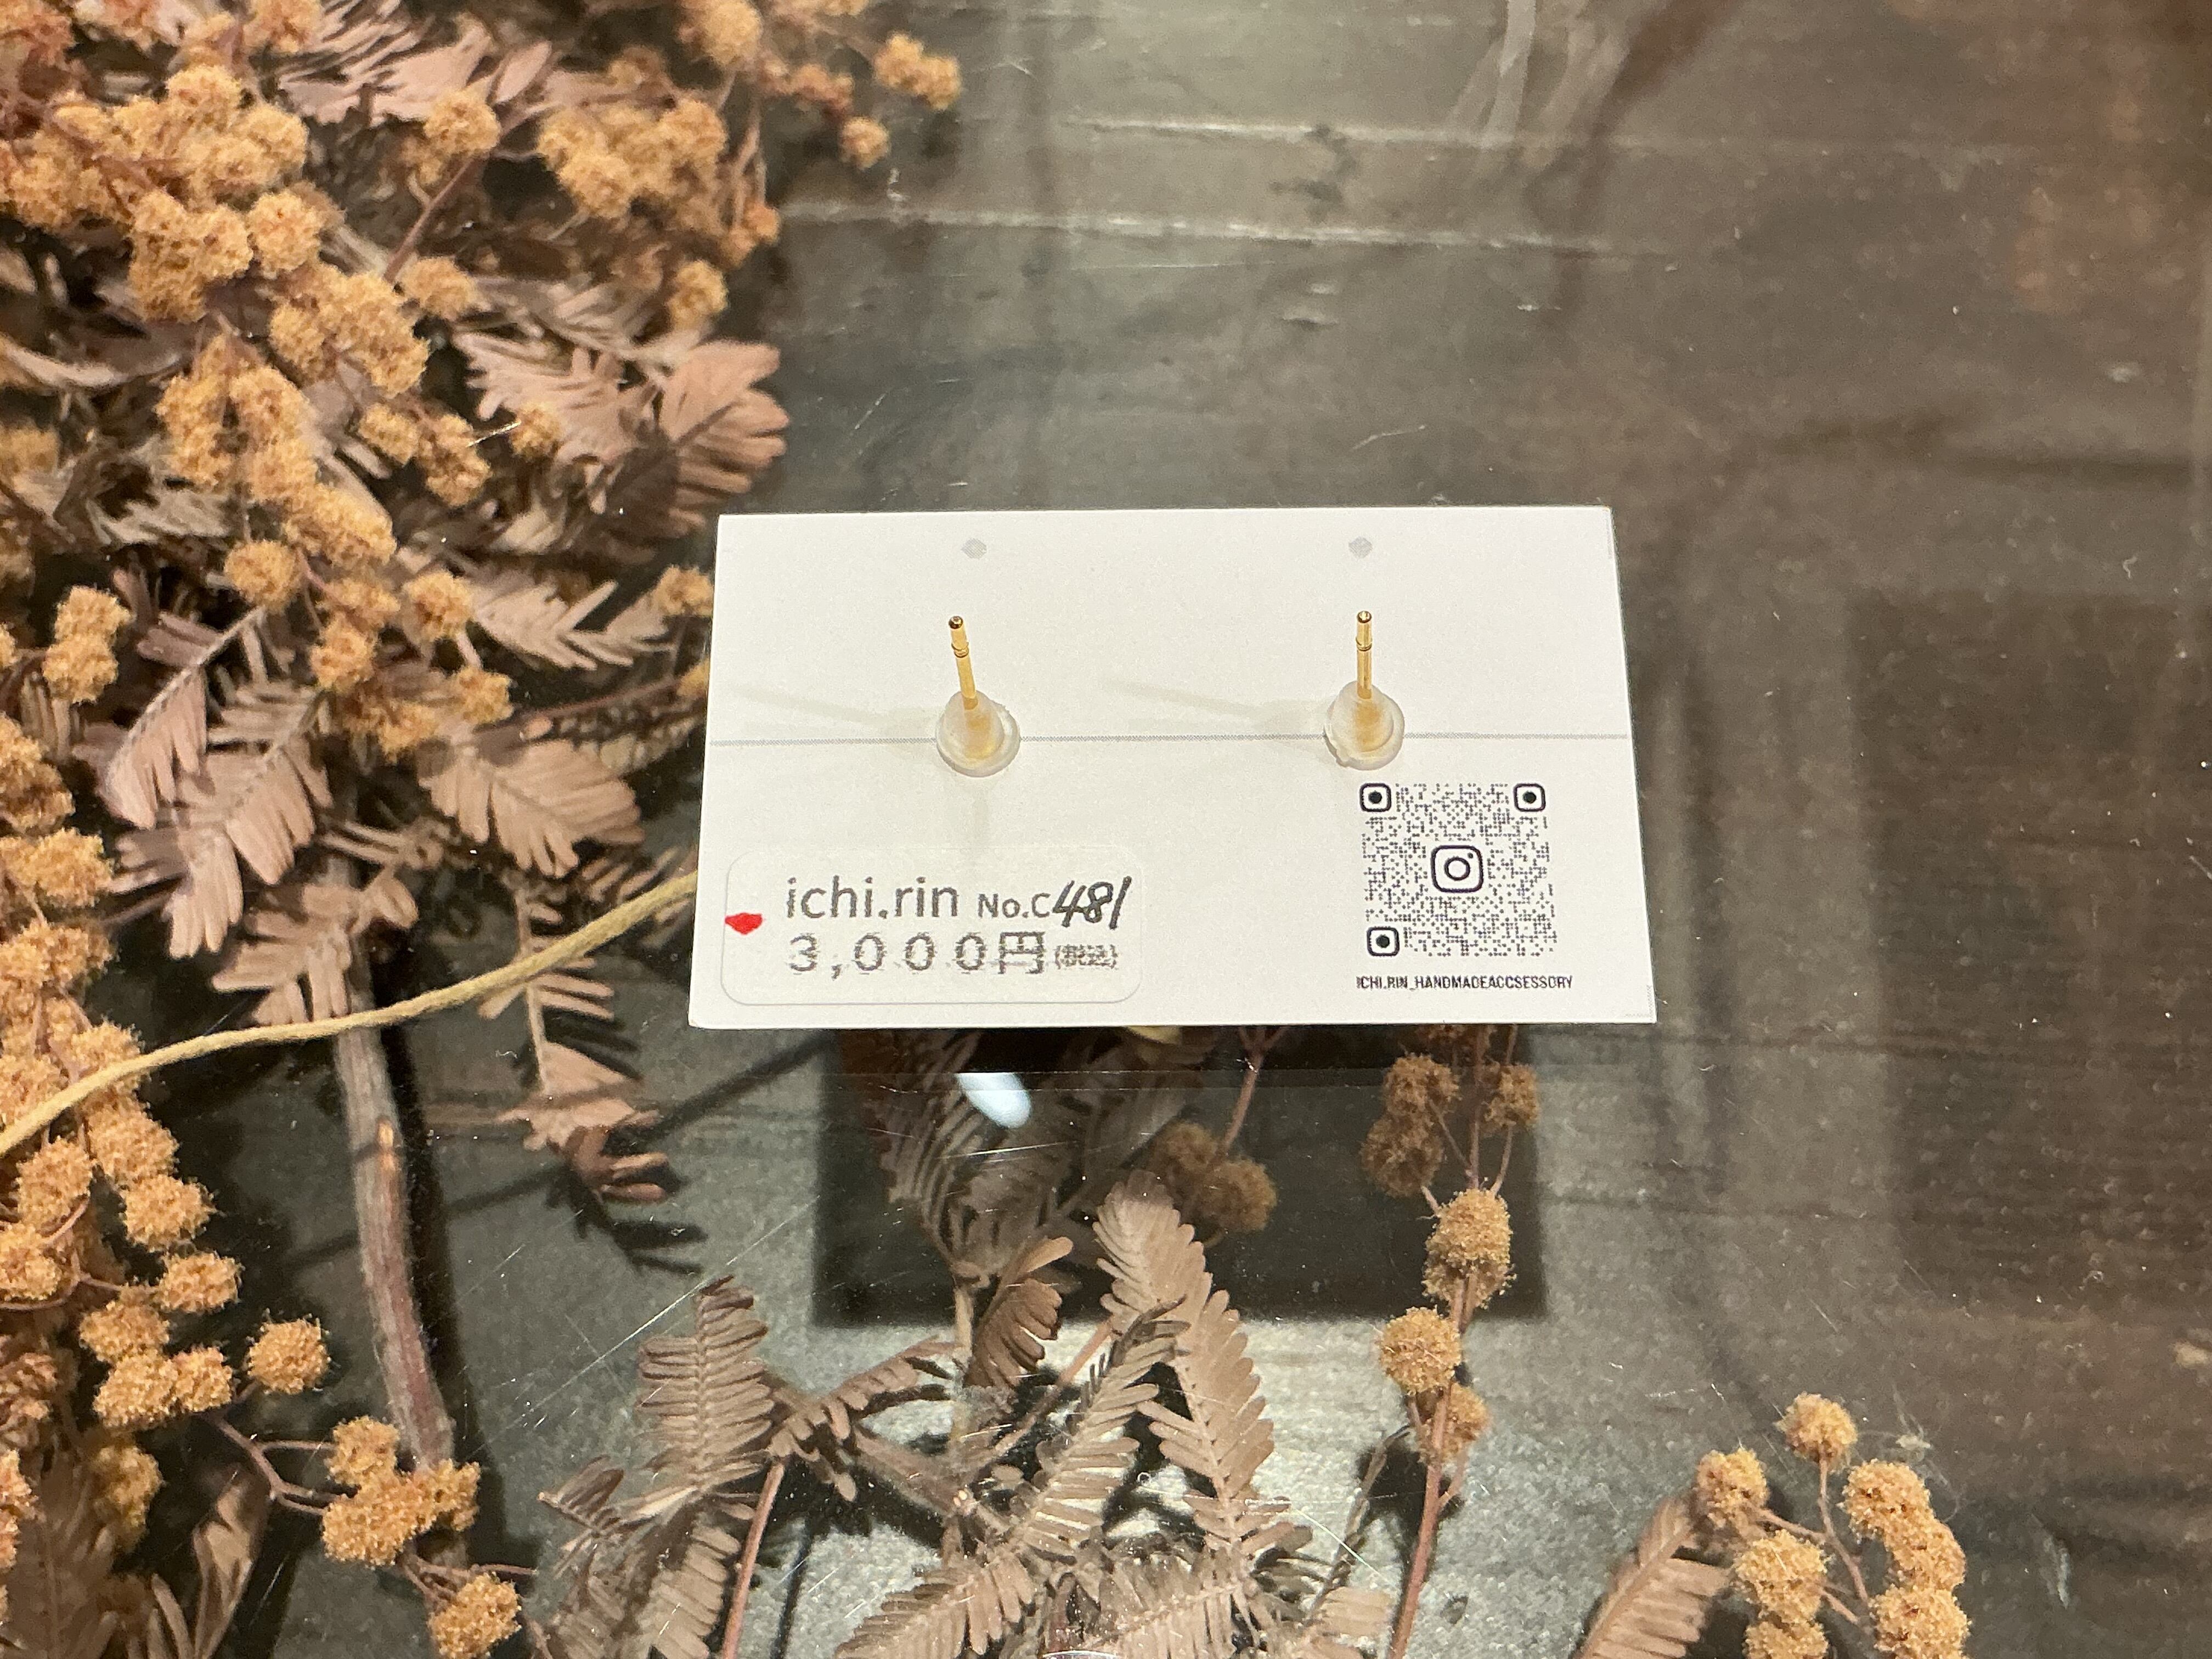 ichi.rin No.C481
3,000円(税込)
ICHI.RIN_HANDMADEACCSESSORY